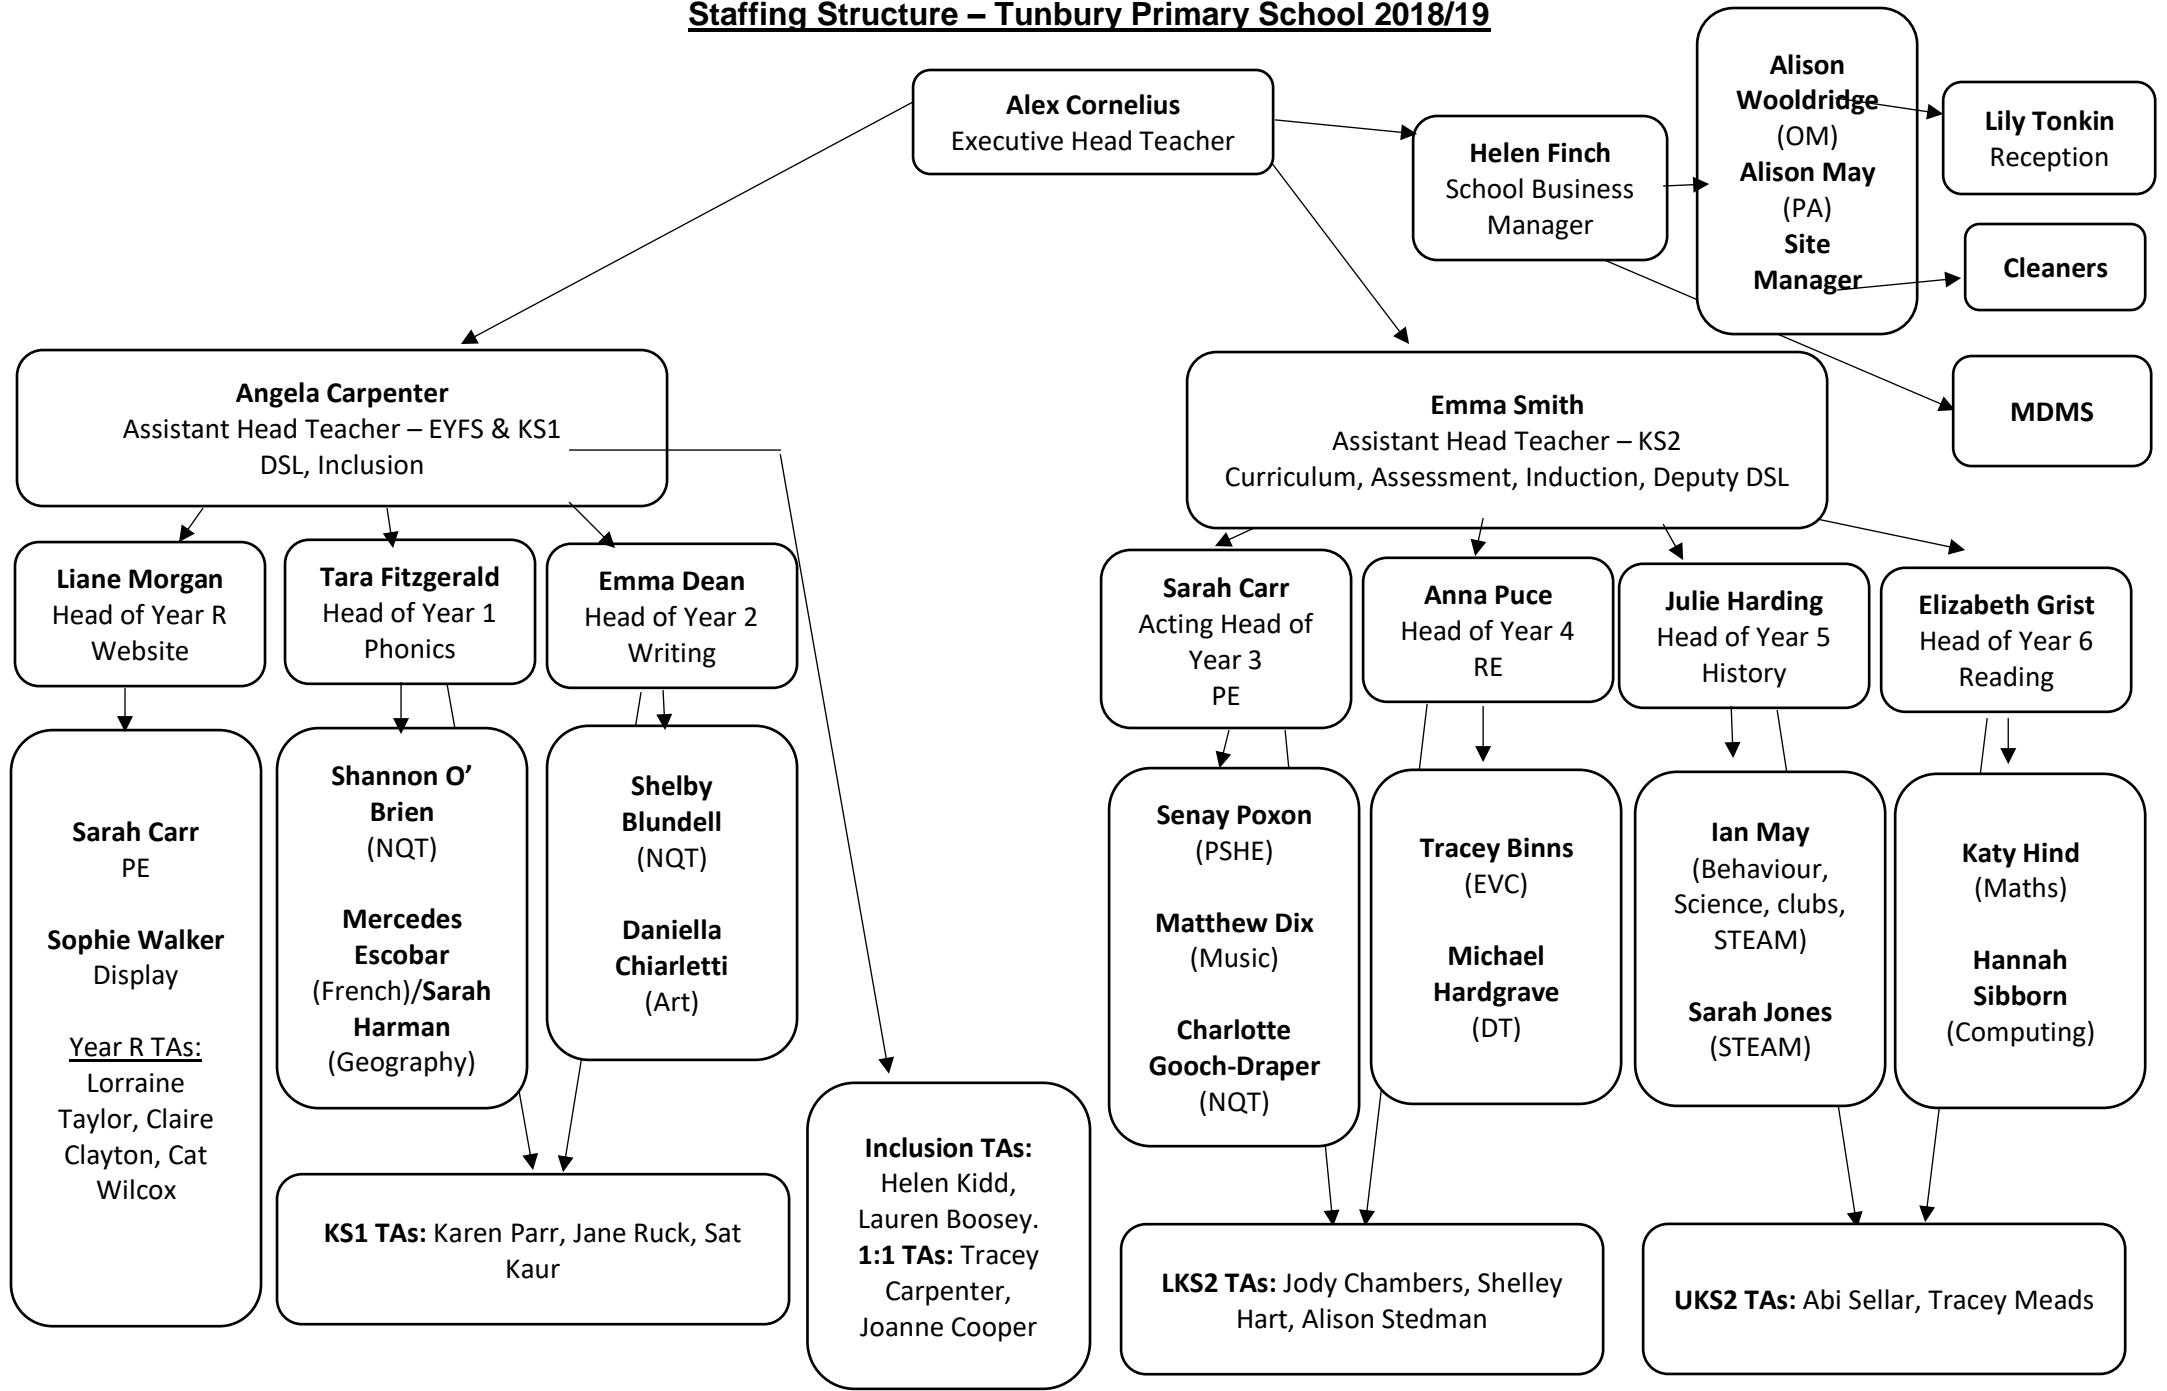 Staffing Structure – Tunbury Primary School 2018/19
Alex Cornelius
Executive Head Teacher
Helen Finch
School Business
Manager
Alison
Wooldridge
(OM)
Alison May
(PA)
Site
Manager
Lily Tonkin
Reception
Cleaners
MDMS
Angela Carpenter
Assistant Head Teacher – EYFS & KS1
DSL, Inclusion
Emma Smith
Assistant Head Teacher – KS2
Curriculum, Assessment, Induction, Deputy DSL
Liane Morgan
Head of Year R
Website
Tara Fitzgerald
Head of Year 1
Phonics
Emma Dean
Head of Year 2
Writing
Sarah Carr
Acting Head of
Year 3
PE
Anna Puce
Head of Year 4
RE
Julie Harding
Head of Year 5
History
Elizabeth Grist
Head of Year 6
Reading
Sarah Carr
PE
Sophie Walker
Display
Year R TAs:
Lorraine
Taylor, Claire
Clayton, Cat
Wilcox
Shannon O’
Brien
(NQT)
Mercedes
Escobar
(French)/Sarah
Harman
(Geography)
Shelby
Blundell
(NQT)
Daniella
Chiarletti
(Art)
Senay Poxon
(PSHE)
Matthew Dix
(Music)
Charlotte
Gooch-Draper
(NQT)
Tracey Binns
(EVC)
Michael
Hardgrave
(DT)
Ian May
(Behaviour,
Science, clubs,
STEAM)
Sarah Jones
(STEAM)
Katy Hind
(Maths)
Hannah
Sibborn
(Computing)
KS1 TAs: Karen Parr, Jane Ruck, Sat
Kaur
Inclusion TAs:
Helen Kidd,
Lauren Boosey.
1:1 TAs: Tracey
Carpenter,
Joanne Cooper
LKS2 TAs: Jody Chambers, Shelley
Hart, Alison Stedman
UKS2 TAs: Abi Sellar, Tracey Meads